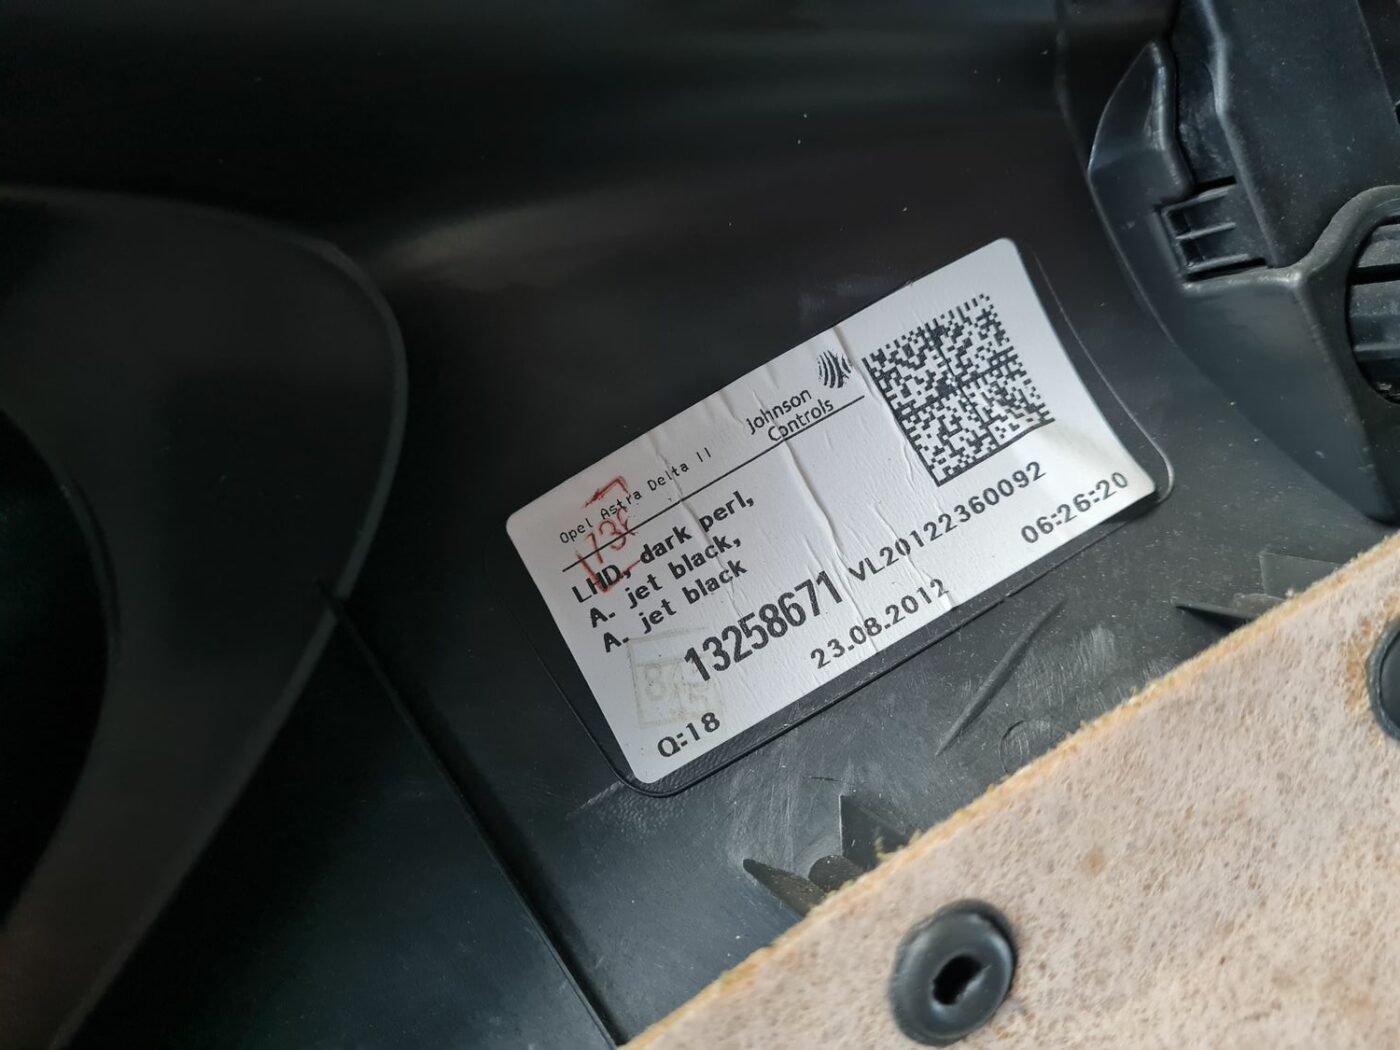 Opel Astra Delta II
Johnson
Controls
LHD, dark perl,
A. jet black,
A. jet black
13258671 VL20122360092
23.08.2012 06:26:20
Q:18